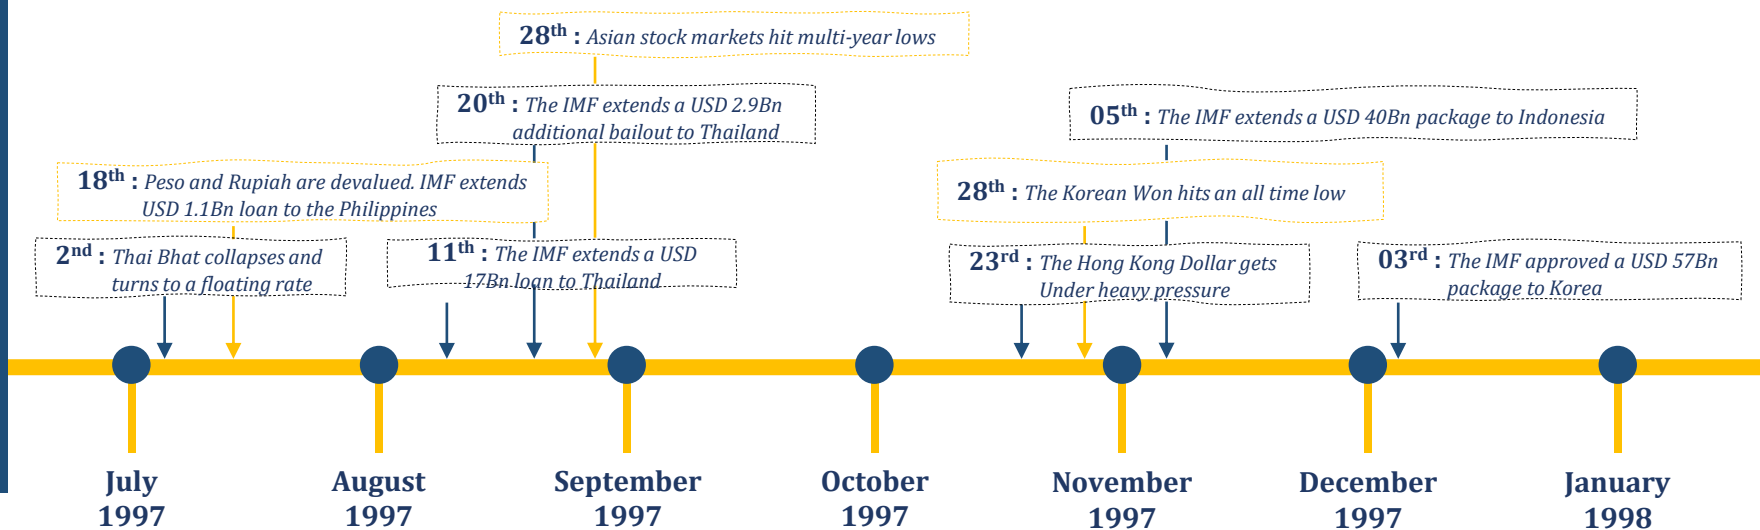 28th : Asian stock markets hit multi-year lows
20th : The IMF extends a USD 2.9Bn
additional bailout to Thailand
05th : The IMF extends a USD 40Bn package to Indonesia
18th : Peso and Rupiah are devalued. IMF extends
USD 1.1Bn loan to the Philippines
28th : The Korean Won hits an all time low
2nd : Thai Bhat collapses and
turns to a floating rate
11th : The IMF extends a USD
17Bn loan to Thailand
23rd : The Hong Kong Dollar gets
Under heavy pressure
03rd : The IMF approved a USD 57Bn
package to Korea
July
1997
August
1997
September
1997
October
1997
November
1997
December
1997
January
1998